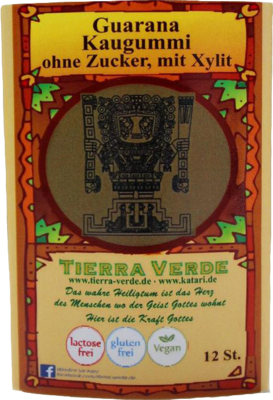 Guarana
Kaugummi
ohne Zucker, mit Xylit
TIERRA VERDE
www.tierra-verde.de - www.katari.de
Das wahre Heiligtum ist das Herz
des Menschen wo der Geist Gottes wohnt
Hier ist die Kraft Gottes
lactose frei
gluten frei
Vegan
12 St.
f